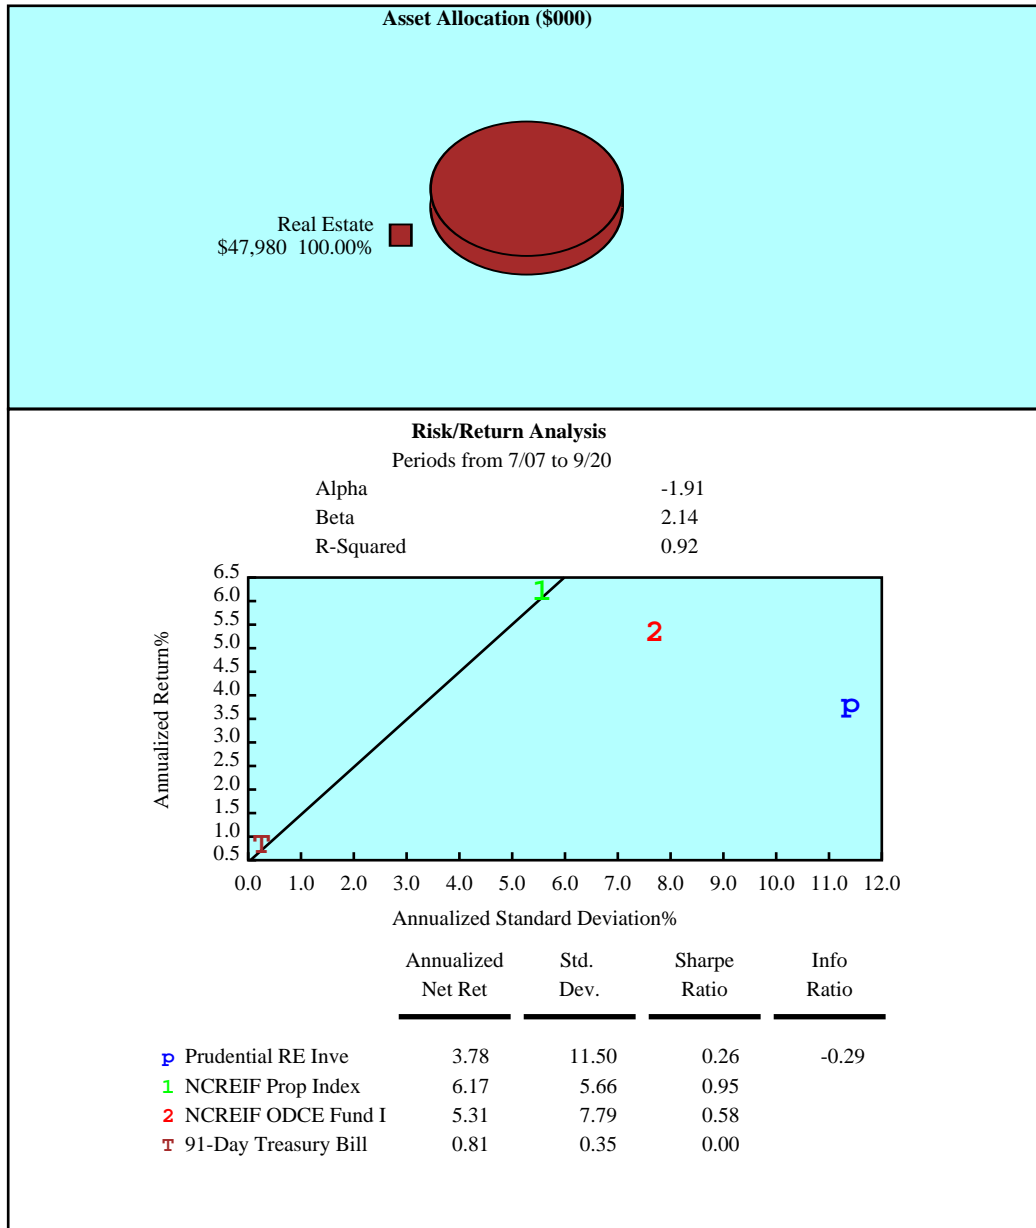 Asset Allocation ($000)
Real Estate
$47,980 100.00%
Risk/Return Analysis
Periods from 7/07 to 9/20
Alpha -1.91
Beta 2.14
R-Squared 0.92
Annualized Return%
6.5
6.0
5.5
5.0
4.5
4.0
3.5
3.0
2.5
2.0
1.5
1.0
0.5
1
2
p
T
0.0 1.0 2.0 3.0 4.0 5.0 6.0 7.0 8.0 9.0 10.0 11.0 12.0
Annualized Standard Deviation%
Annualized Std. Sharpe Info
Net Ret Dev. Ratio Ratio
p Prudential RE Inve 3.78 11.50 0.26 -0.29
1 NCREIF Prop Index 6.17 5.66 0.95
2 NCREIF ODCE Fund I 5.31 7.79 0.58
T 91-Day Treasury Bill 0.81 0.35 0.00